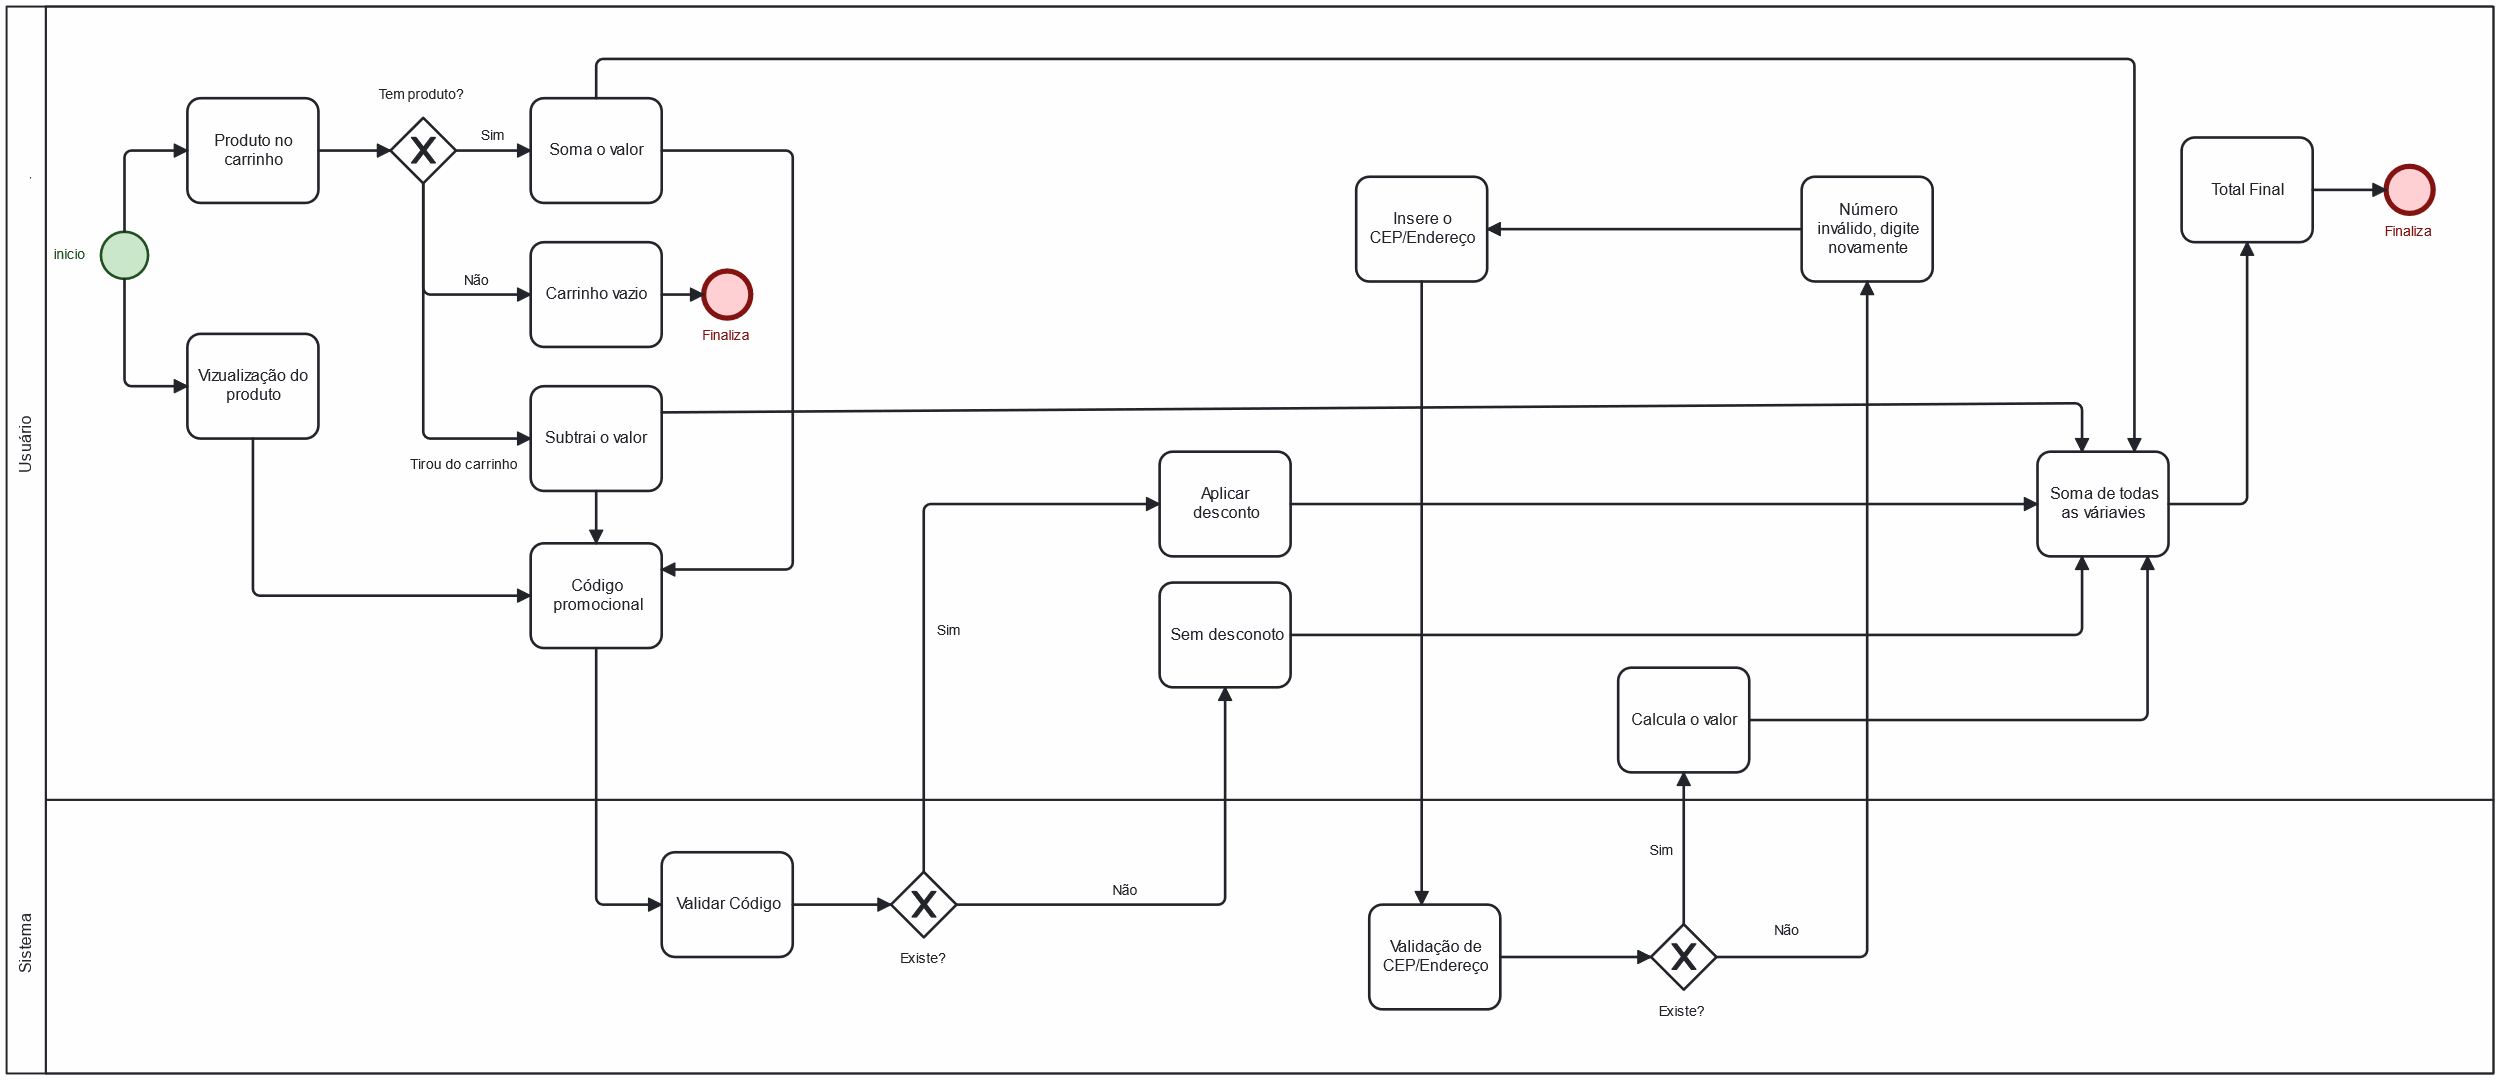 Usuário
Sistema
inicio
Produto no
carrinho
Tem produto?
Sim
Soma o valor
Não
Carrinho vazio
Finaliza
Vizualização do
produto
Subtrai o valor
Tirou do carrinho
Código
promocional
Validar Código
Existe?
Sim
Não
Aplicar
desconto
Sem desconoto
Insere o
CEP/Endereço
Número
inválido, digite
novamente
Validação de
CEP/Endereço
Existe?
Sim
Não
Calcula o valor
Soma de todas
as váriavies
Total Final
Finaliza